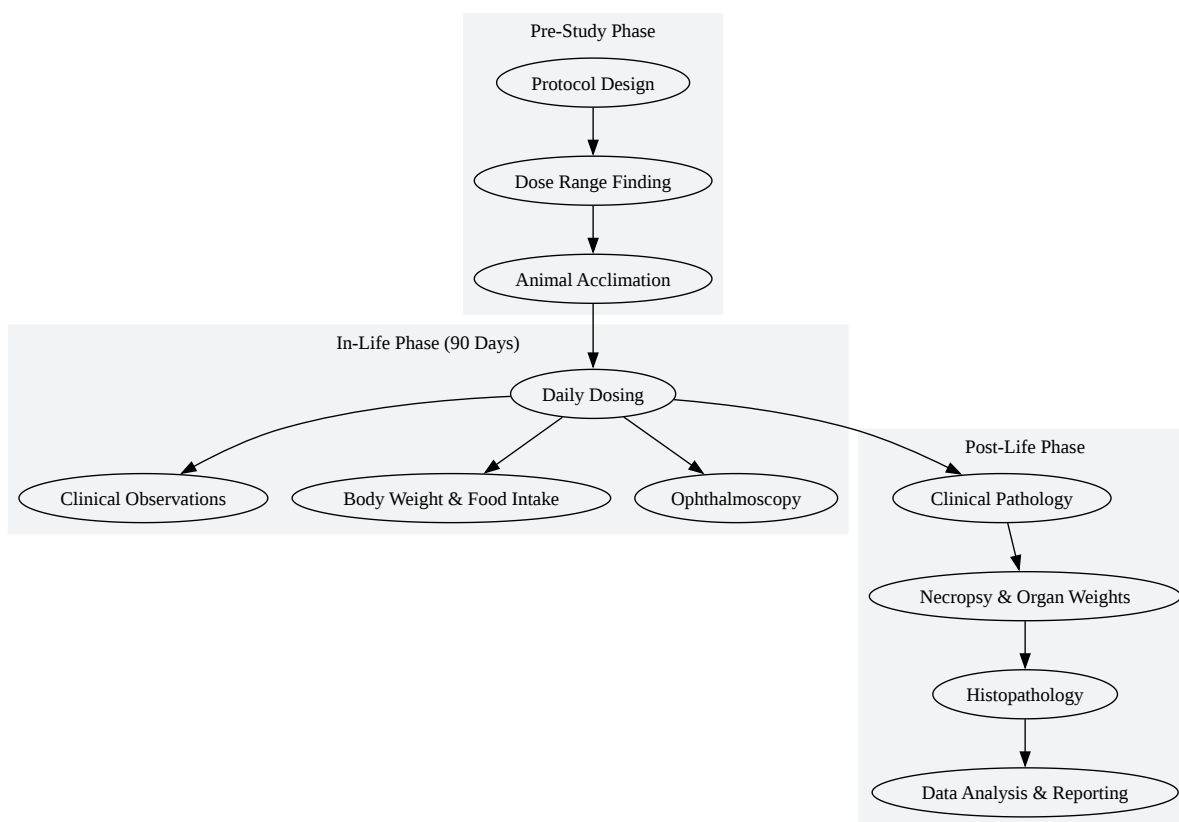 Pre-Study Phase
Protocol Design
Dose Range Finding
Animal Acclimation
In-Life Phase (90 Days)
Daily Dosing
Clinical Observations
Body Weight & Food Intake
Ophthalmoscopy
Post-Life Phase
Clinical Pathology
Necropsy & Organ Weights
Histopathology
Data Analysis & Reporting